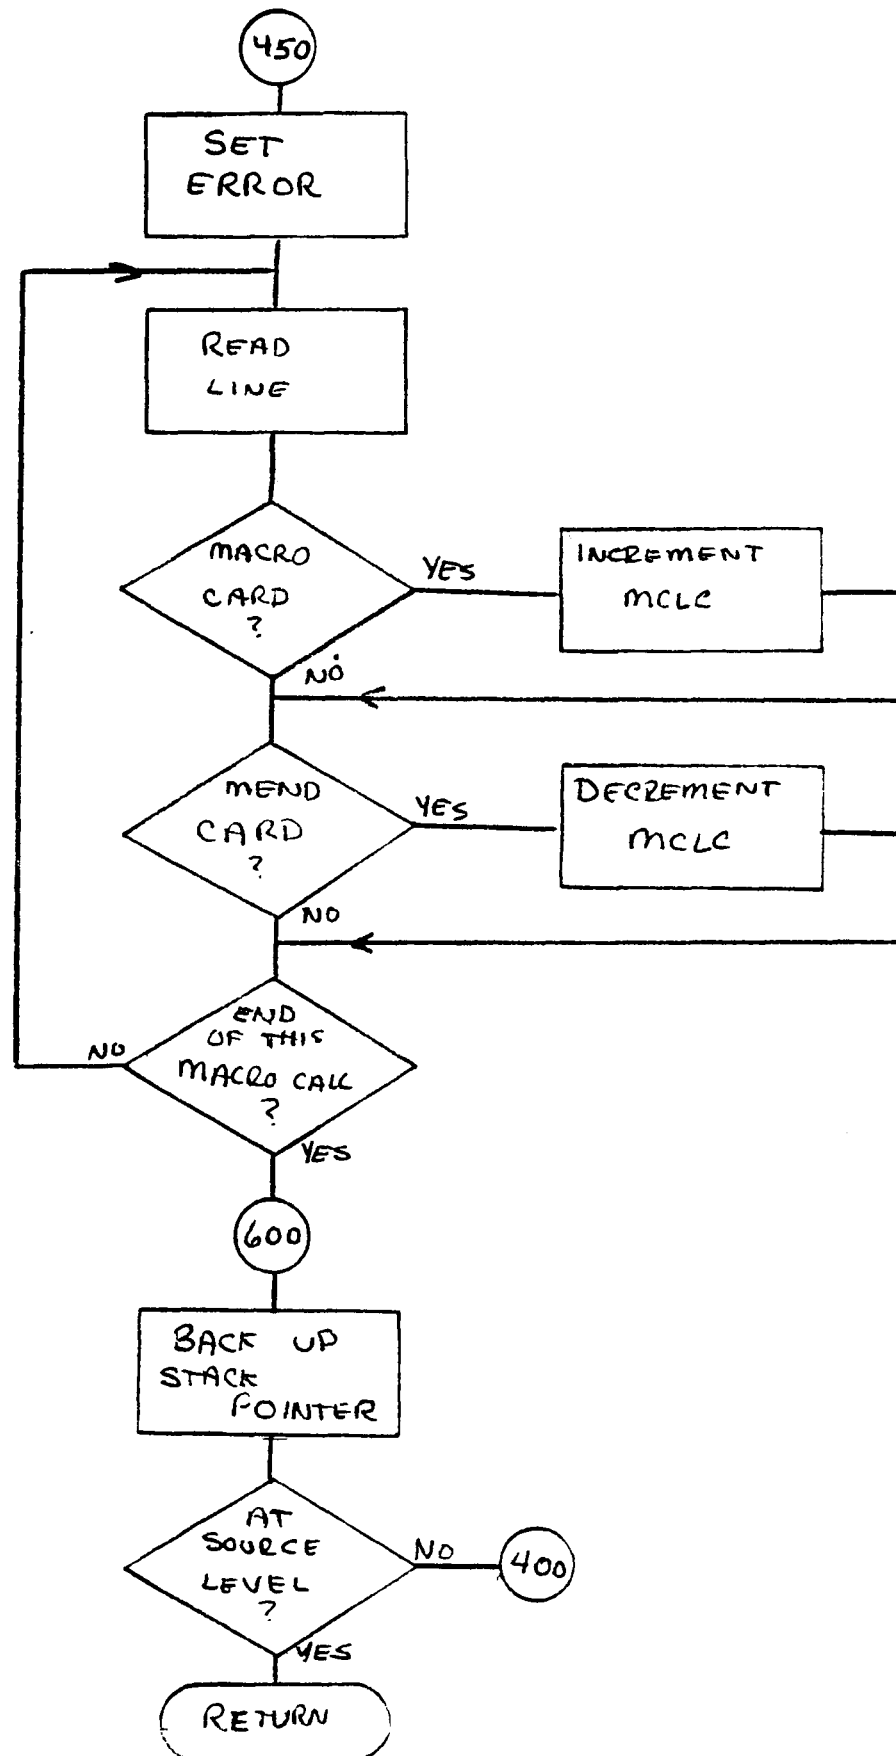 450
SET
ERROR
READ
LINE
MACRO
CARD
?
YES
INCREMENT
MCLC
NO
MEND
CARD
?
YES
DECREMENT
MCLC
NO
END
OF THIS
MACRO CALL
?
NO
YES
600
BACK UP
STACK
POINTER
AT
SOURCE
LEVEL
?
NO
400
YES
RETURN